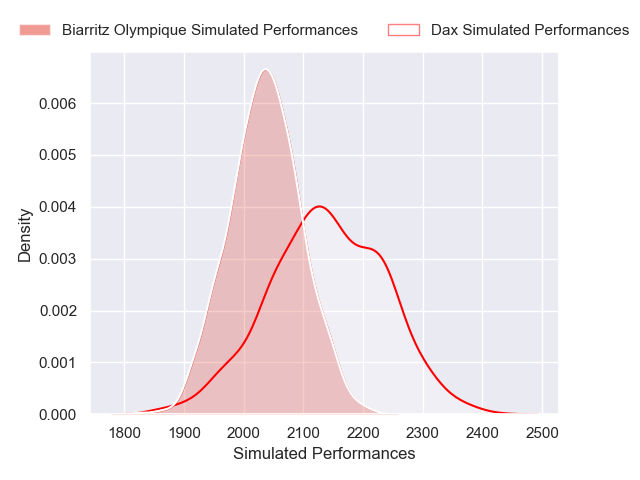 Biarritz Olympique Simulated Performances
Dax Simulated Performances
Density
0.006
0.005
0.004
0.003
0.002
0.001
0.000
1800 1900 2000 2100 2200 2300 2400 2500
Simulated Performances